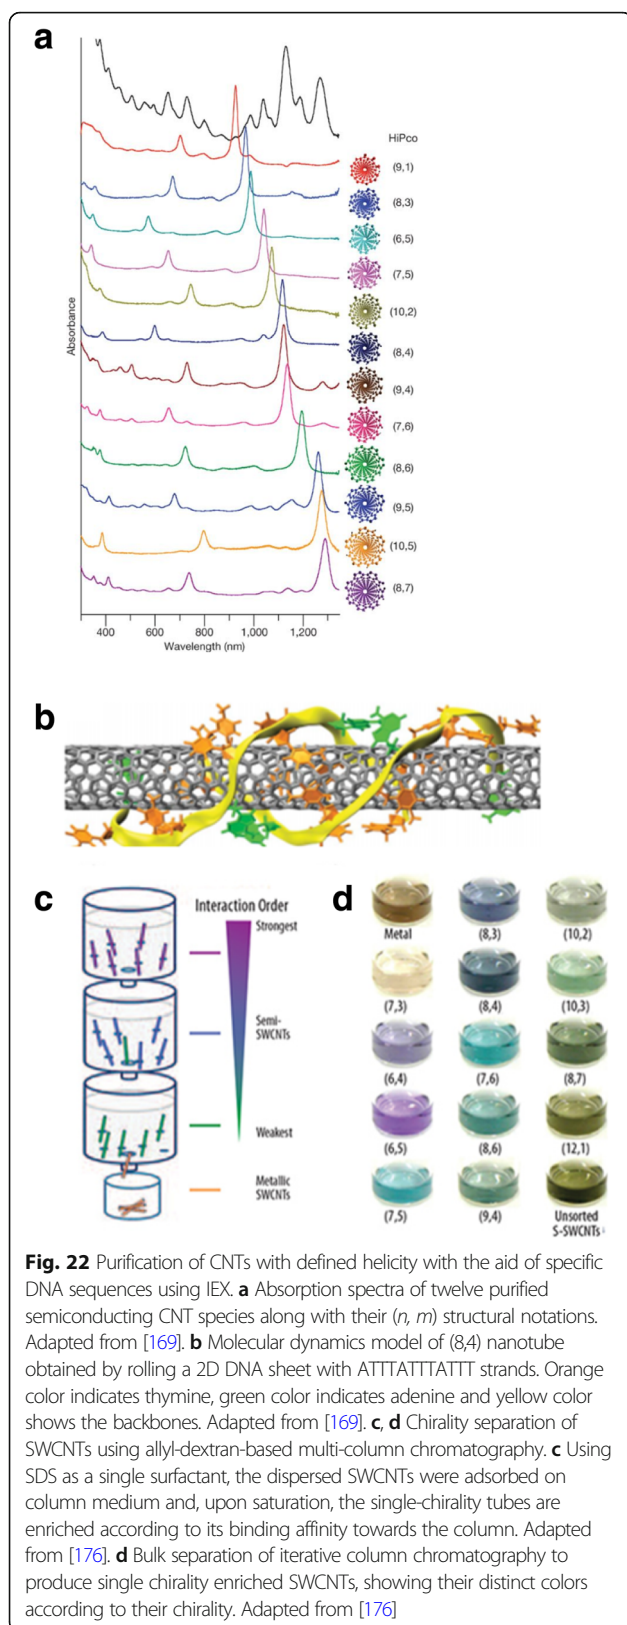 a
HiPco
(9,1)
(8,3)
(6,5)
(7,5)
(10,2)
(8,4)
(9,4)
(7,6)
(8,6)
(9,5)
(10,5)
(8,7)
Absorbance
400 600 800 1,000 1,200
Wavelength (nm)
b
c
Interaction Order
Strongest
Semi-
SWCNTs
Weakest
Metallic
SWCNTs
d
Metal (8,3) (10,2)
(7,3) (8,4) (10,3)
(6,4) (7,6) (8,7)
(6,5) (8,6) (12,1)
(7,5) (9,4) Unsorted
S-SWCNTs
Fig. 22 Purification of CNTs with defined helicity with the aid of specific
DNA sequences using IEX. a Absorption spectra of twelve purified
semiconducting CNT species along with their (n, m) structural notations.
Adapted from [169]. b Molecular dynamics model of (8,4) nanotube
obtained by rolling a 2D DNA sheet with ATTTATTTATTT strands. Orange
color indicates thymine, green color indicates adenine and yellow color
shows the backbones. Adapted from [169]. c, d Chirality separation of
SWCNTs using allyl-dextran-based multi-column chromatography. c Using
SDS as a single surfactant, the dispersed SWCNTs were adsorbed on
column medium and, upon saturation, the single-chirality tubes are
enriched according to its binding affinity towards the column. Adapted
from [176]. d Bulk separation of iterative column chromatography to
produce single chirality enriched SWCNTs, showing their distinct colors
according to their chirality. Adapted from [176]